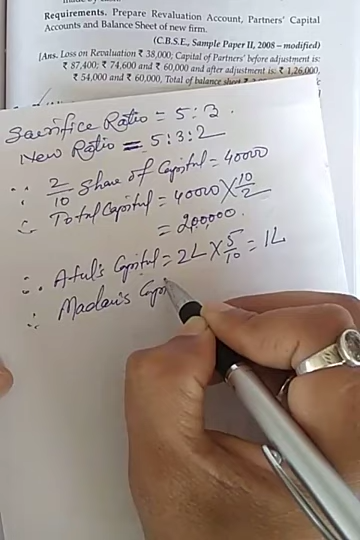 Requirements. Prepare Revaluation Account, Partners' Capital
Accounts and Balance Sheet of new firm.
(C.B.S.E., Sample Paper II, 2008 – modified)
[Ans. Loss on Revaluation ₹ 38,000; Capital of Partners' before adjustment is:
₹ 87,400; ₹ 74,600 and ₹ 60,000 and after adjustment is: ₹ 1,26,000,
₹ 54,000 and ₹ 60,000, Total of balance sheet ₹
Sacrifice Ratio = 5:3.
New Ratio = 5:3:2
∵ 2/10 Share of Capital = 40000
∴ Total Capital = 40000 × 10/2
= 200,000.
∴ Atul's Capital = 2L × 5/10 = 1L
∴ Madan's Capi